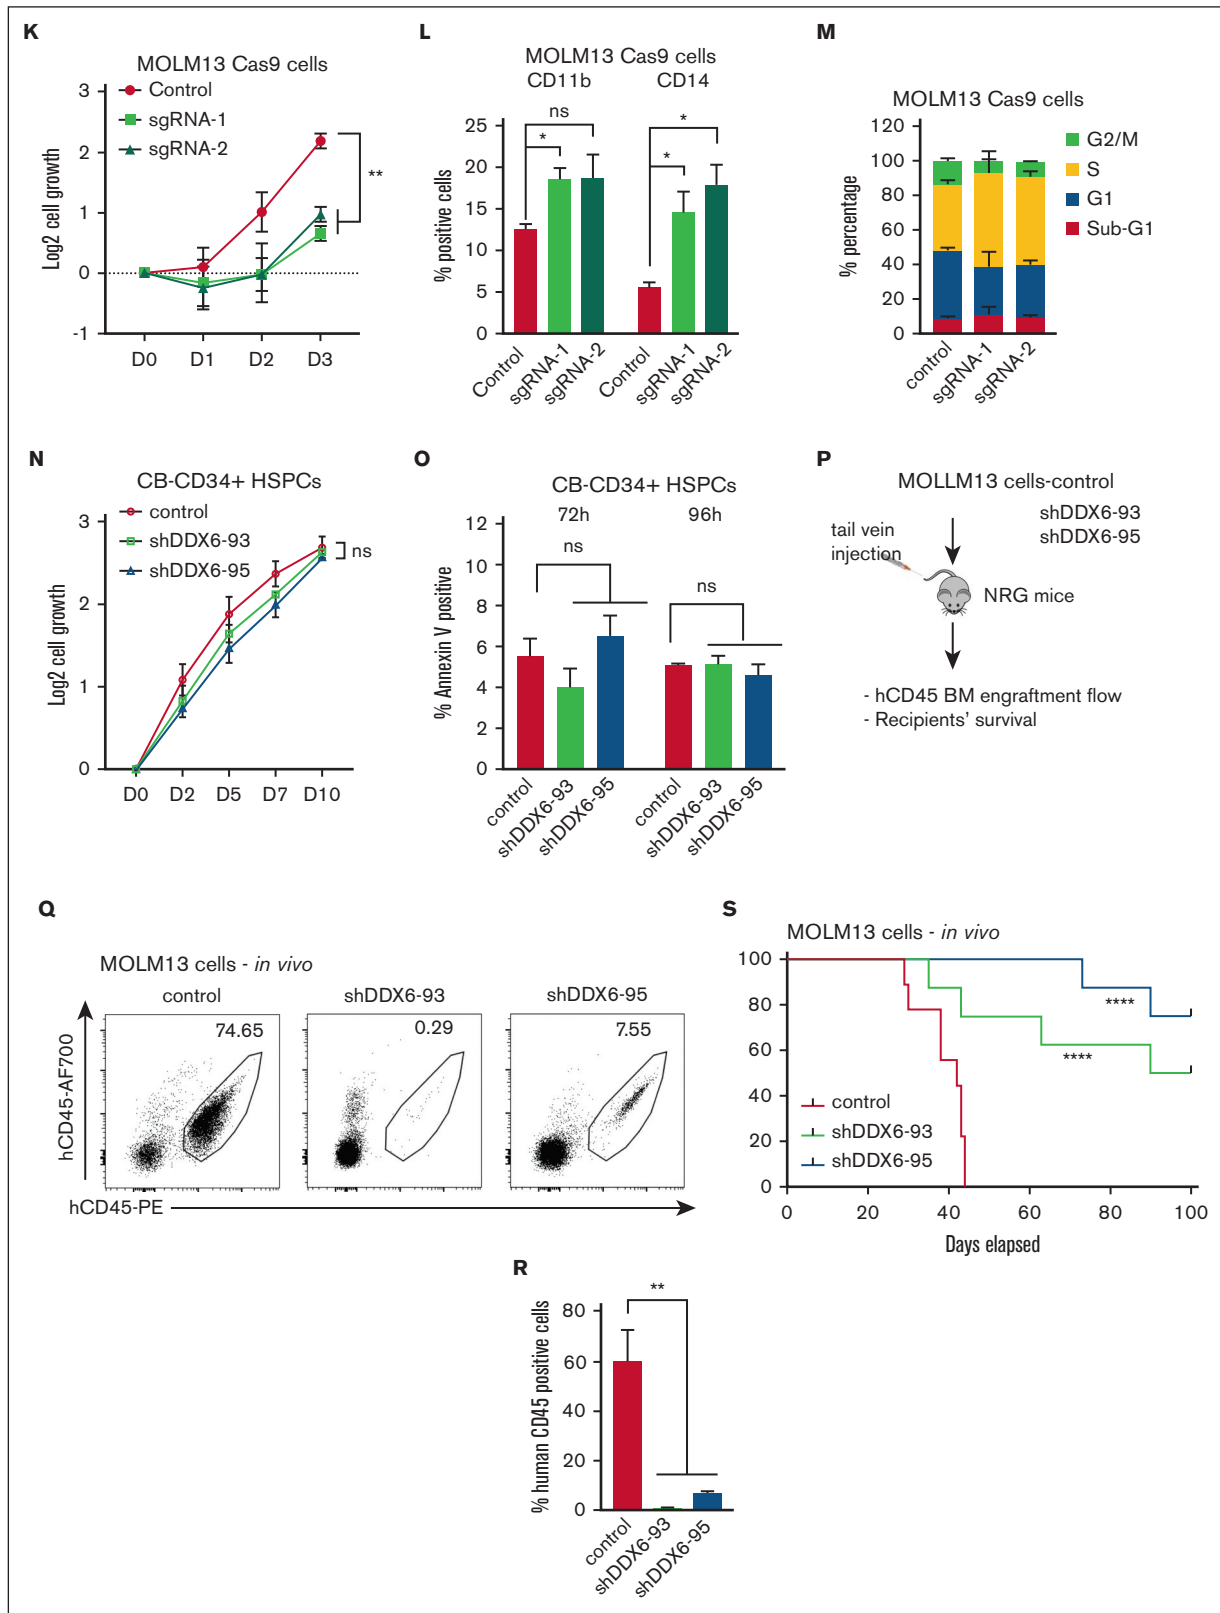 K
MOLM13 Cas9 cells
Control
sgRNA-1
sgRNA-2
**
Log2 cell growth
3
2
1
0
-1
D0 D1 D2 D3
L
MOLM13 Cas9 cells
CD11b CD14
ns
*
*
*
% positive cells
25
20
15
10
5
0
Control
sgRNA-1
sgRNA-2
Control
sgRNA-1
sgRNA-2
M
MOLM13 Cas9 cells
G2/M
S
G1
Sub-G1
% percentage
120
100
80
60
40
20
0
control
sgRNA-1
sgRNA-2
N
CB-CD34+ HSPCs
control
shDDX6-93
shDDX6-95
ns
Log2 cell growth
3
2
1
0
D0 D2 D5 D7 D10
O
CB-CD34+ HSPCs
72h 96h
ns
ns
% Annexin V positive
12
10
8
6
4
2
0
control
shDDX6-93
shDDX6-95
control
shDDX6-93
shDDX6-95
P
MOLLM13 cells-control
shDDX6-93
shDDX6-95
tail vein
injection
NRG mice
- hCD45 BM engraftment flow
- Recipients' survival
Q
MOLM13 cells - in vivo
control shDDX6-93 shDDX6-95
74.65 0.29 7.55
hCD45-AF700
hCD45-PE
S
MOLM13 cells - in vivo
100
80
60
40
20
0
****
****
control
shDDX6-93
shDDX6-95
0 20 40 60 80 100
Days elapsed
R
**
% human CD45 positive cells
80
60
40
20
0
control
shDDX6-93
shDDX6-95